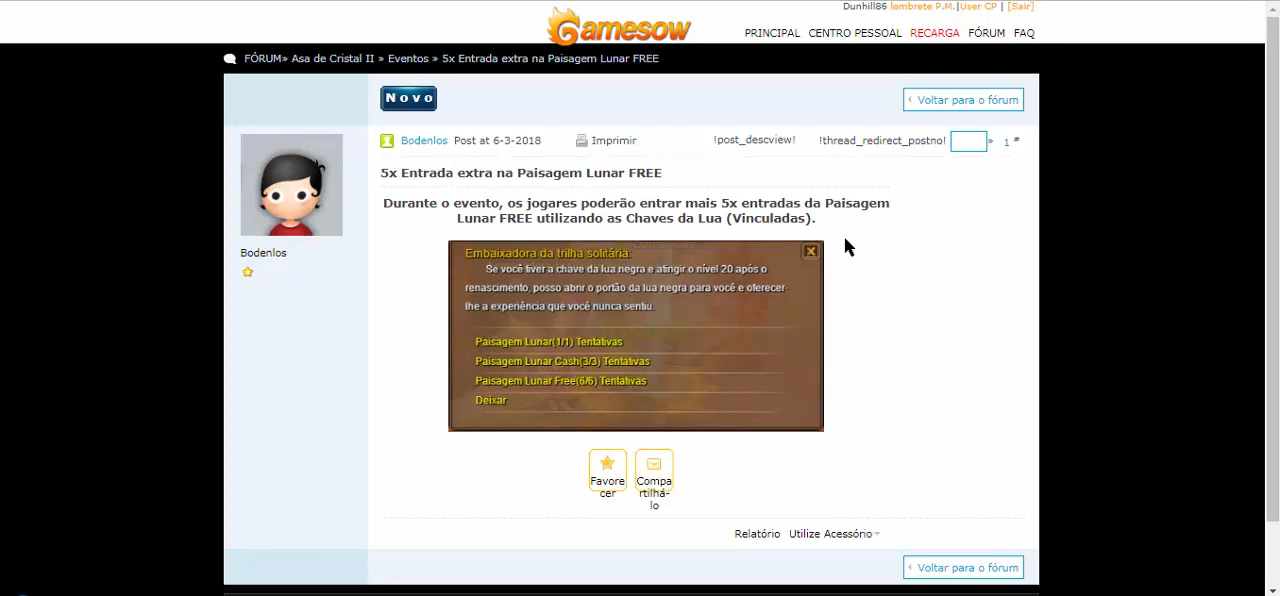 Dunhill86 lembrete P.M.|User CP | [Sair]
Gamesow
PRINCIPAL CENTRO PESSOAL RECARGA FÓRUM FAQ
FÓRUM» Asa de Cristal II » Eventos » 5x Entrada extra na Paisagem Lunar FREE
Novo
‹ Voltar para o fórum
Bodenlos Post at 6-3-2018 Imprimir !post_descview! !thread_redirect_postno! » 1 #
5x Entrada extra na Paisagem Lunar FREE
Durante o evento, os jogares poderão entrar mais 5x entradas da Paisagem
Lunar FREE utilizando as Chaves da Lua (Vinculadas).
Bodenlos
Embaixadora da trilha solitária:
Se você tiver a chave da lua negra e atingir o nível 20 após o
renascimento, posso abrir o portão da lua negra para você e oferecer-
lhe a experiência que você nunca sentiu.
Paisagem Lunar(1/1) Tentativas
Paisagem Lunar Cash(3/3) Tentativas
Paisagem Lunar Free(6/6) Tentativas
Deixar
Favore
cer
Compa
rtilhá-
lo
Relatório Utilize Acessório
‹ Voltar para o fórum